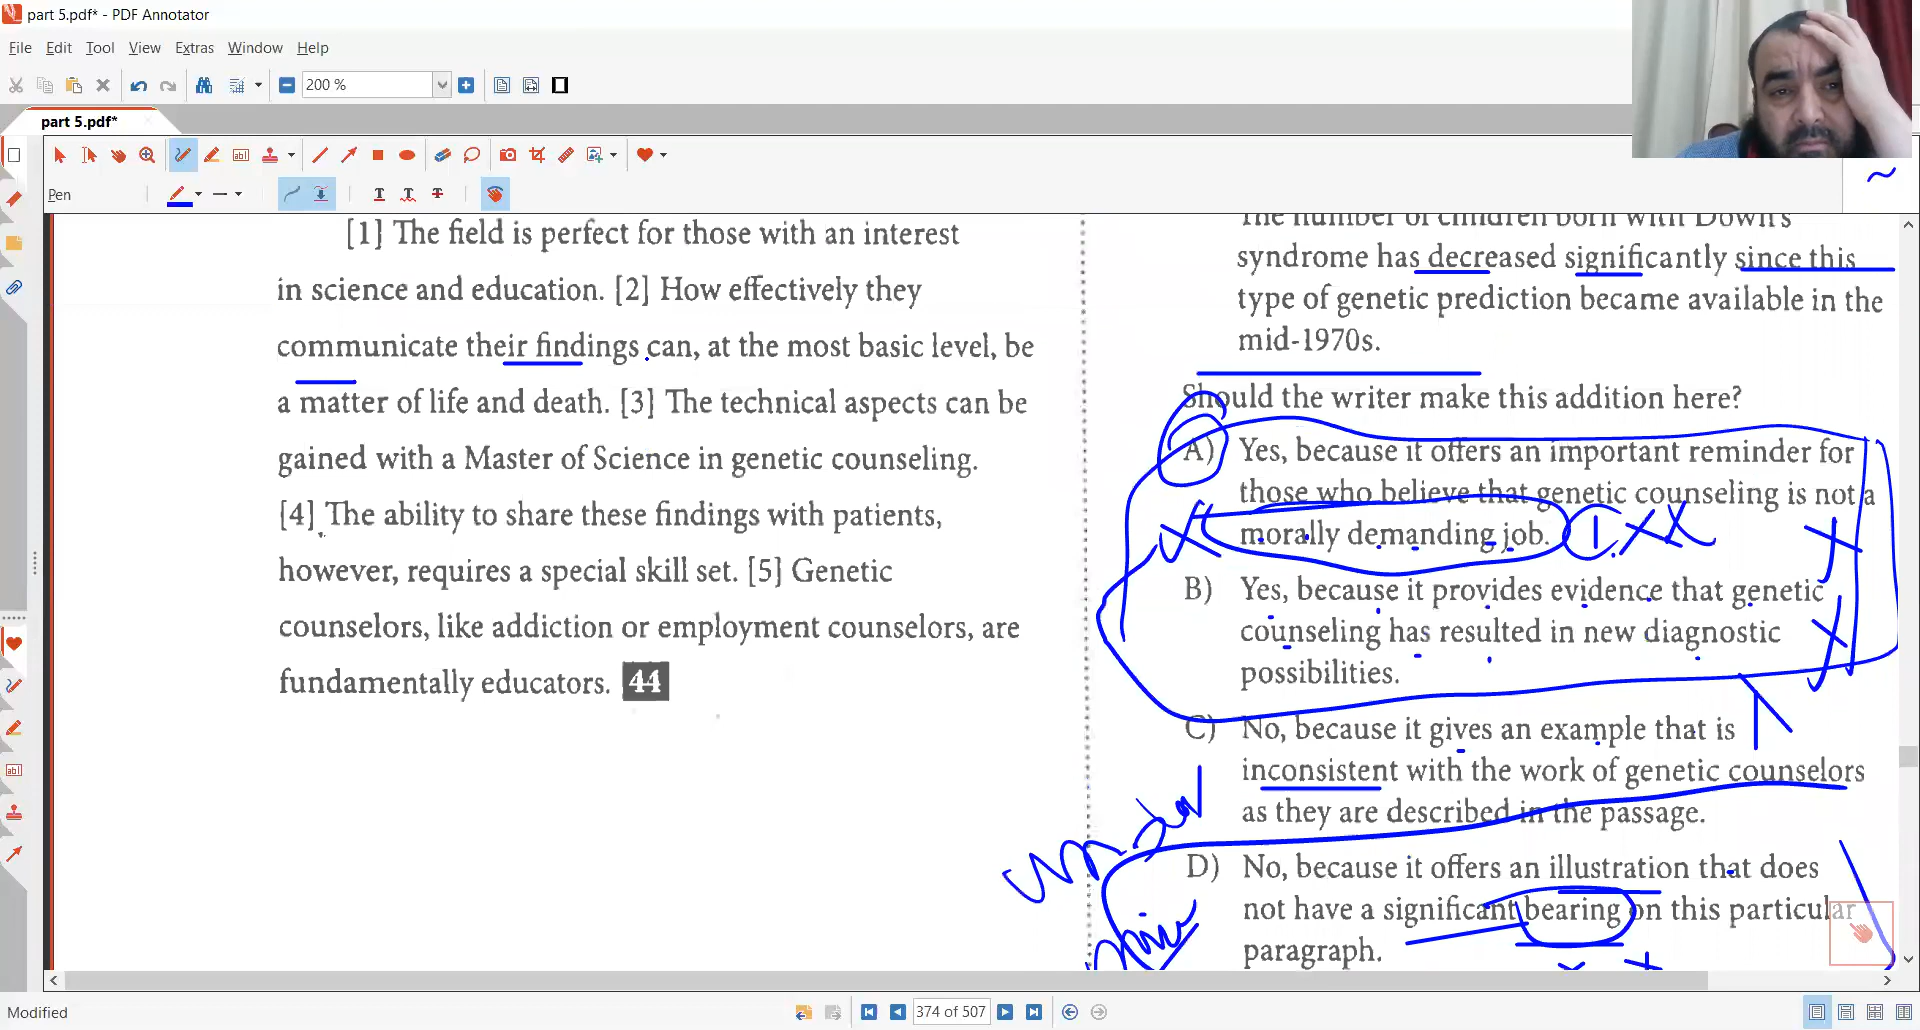 part 5.pdf* - PDF Annotator
File Edit Tool View Extras Window Help
200 %
part 5.pdf*
Pen
[1] The field is perfect for those with an interest
in science and education. [2] How effectively they
communicate their findings can, at the most basic level, be
a matter of life and death. [3] The technical aspects can be
gained with a Master of Science in genetic counseling.
[4] The ability to share these findings with patients,
however, requires a special skill set. [5] Genetic
counselors, like addiction or employment counselors, are
fundamentally educators. 44
The number of children born with Down's
syndrome has decreased significantly since this
type of genetic prediction became available in the
mid-1970s.
Should the writer make this addition here?
A) Yes, because it offers an important reminder for
those who believe that genetic counseling is not a
morally demanding job.
B) Yes, because it provides evidence that genetic
counseling has resulted in new diagnostic
possibilities.
C) No, because it gives an example that is
inconsistent with the work of genetic counselors
as they are described in the passage.
D) No, because it offers an illustration that does
not have a significant bearing on this particular
paragraph.
Modified
374 of 507